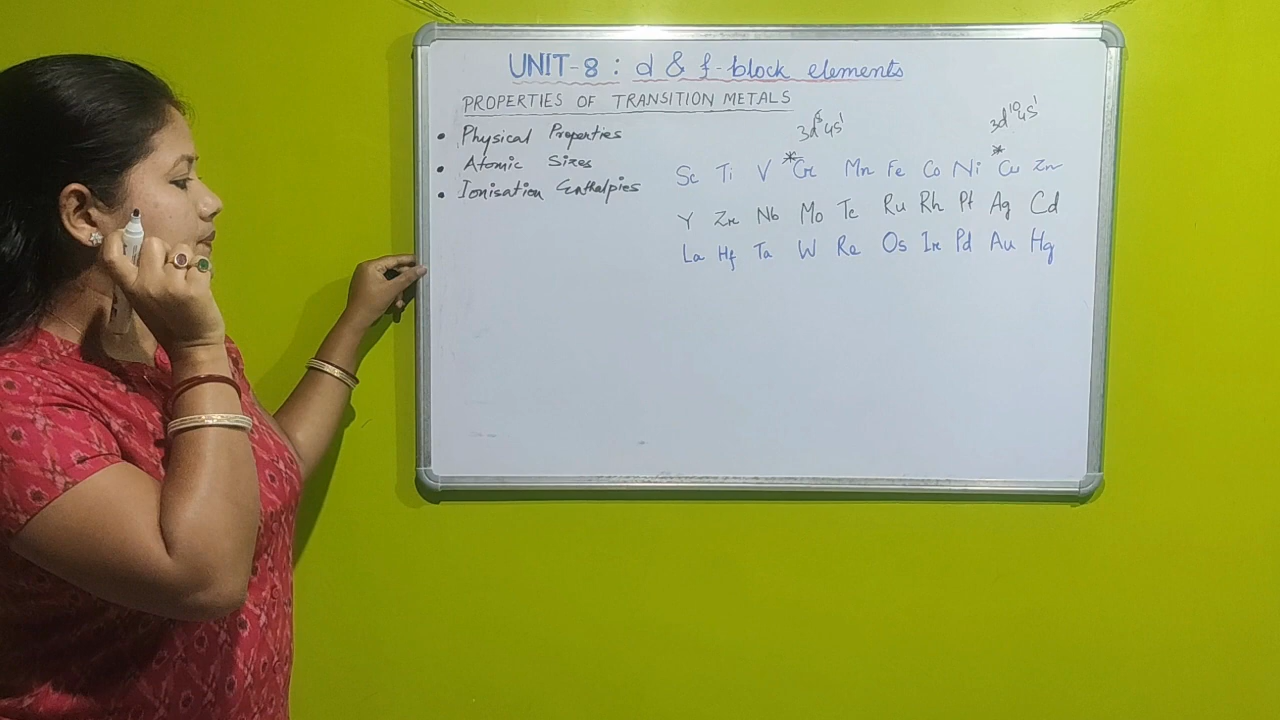 UNIT-8 : d & f-block elements
PROPERTIES OF TRANSITION METALS
• Physical Properties
• Atomic Sizes
• Ionisation Enthalpies
3d⁵4s¹ 3d¹⁰4s¹
Sc Ti V *Cr Mn Fe Co Ni *Cu Zn
Y Zr Nb Mo Tc Ru Rh Pt Ag Cd
La Hf Ta W Re Os Ir Pd Au Hg